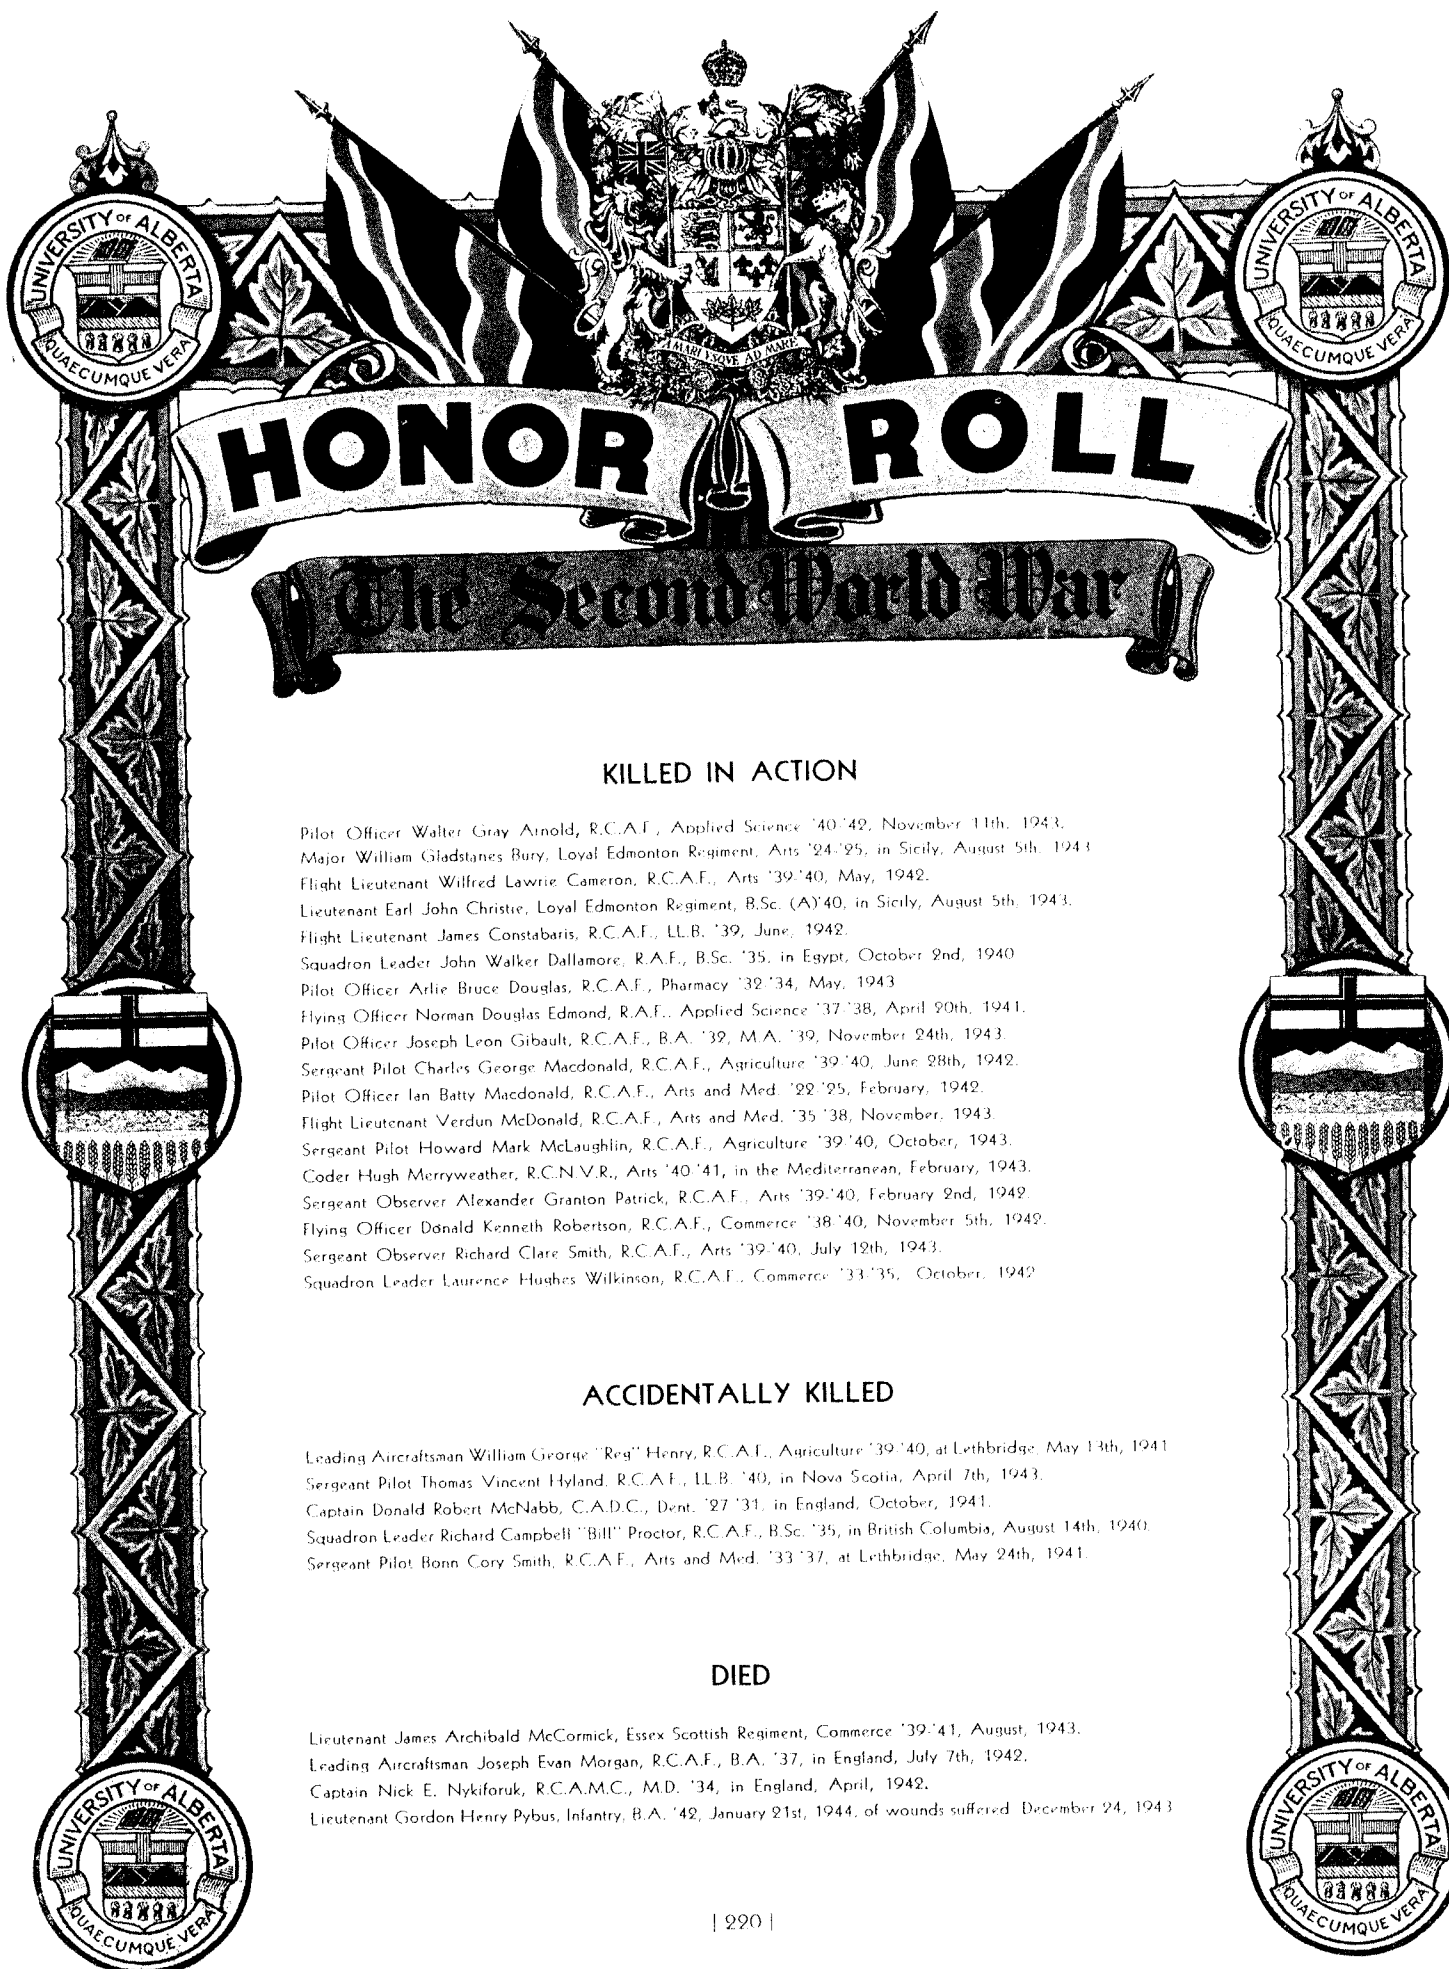 UNIVERSITY OF ALBERTA
QUAECUMQUE VERA
A MARI VSQVE AD MARE
UNIVERSITY OF ALBERTA
QUAECUMQUE VERA
HONOR ROLL
The Second World War
KILLED IN ACTION
Pilot Officer Walter Gray Arnold, R.C.A.F., Applied Science '40-'42, November 11th, 1943.
Major William Gladstanes Bury, Loyal Edmonton Regiment, Arts '24-'25, in Sicily, August 5th, 1943
Flight Lieutenant Wilfred Lawrie Cameron, R.C.A.F., Arts '39-'40, May, 1942.
Lieutenant Earl John Christie, Loyal Edmonton Regiment, B.Sc. (A)'40, in Sicily, August 5th, 1943.
Flight Lieutenant James Constabaris, R.C.A.F., LL.B. '39, June, 1942.
Squadron Leader John Walker Dallamore, R.A.F., B.Sc. '35, in Egypt, October 2nd, 1940
Pilot Officer Arlie Bruce Douglas, R.C.A.F., Pharmacy '32-'34, May, 1943
Flying Officer Norman Douglas Edmond, R.A.F., Applied Science '37-'38, April 20th, 1941.
Pilot Officer Joseph Leon Gibault, R.C.A.F., B.A. '39, M.A. '39, November 24th, 1943.
Sergeant Pilot Charles George Macdonald, R.C.A.F., Agriculture '39-'40, June 28th, 1942.
Pilot Officer Ian Batty Macdonald, R.C.A.F., Arts and Med. '22-'25, February, 1942.
Flight Lieutenant Verdun McDonald, R.C.A.F., Arts and Med. '35-'38, November, 1943.
Sergeant Pilot Howard Mark McLaughlin, R.C.A.F., Agriculture '39-'40, October, 1943.
Coder Hugh Merryweather, R.C.N.V.R., Arts '40-'41, in the Mediterranean, February, 1943.
Sergeant Observer Alexander Granton Patrick, R.C.A.F., Arts '39-'40, February 2nd, 1942.
Flying Officer Donald Kenneth Robertson, R.C.A.F., Commerce '38-'40, November 5th, 1942.
Sergeant Observer Richard Clare Smith, R.C.A.F., Arts '39-'40, July 12th, 1943.
Squadron Leader Laurence Hughes Wilkinson, R.C.A.F., Commerce '33-'35, October, 1942
ACCIDENTALLY KILLED
Leading Aircraftsman William George "Reg" Henry, R.C.A.F., Agriculture '39-'40, at Lethbridge, May 13th, 1941
Sergeant Pilot Thomas Vincent Hyland, R.C.A.F., LL.B. '40, in Nova Scotia, April 7th, 1943.
Captain Donald Robert McNabb, C.A.D.C., Dent. '27-'31, in England, October, 1941.
Squadron Leader Richard Campbell "Bill" Proctor, R.C.A.F., B.Sc. '35, in British Columbia, August 14th, 1940.
Sergeant Pilot Bonn Cory Smith, R.C.A.F., Arts and Med. '33-'37, at Lethbridge, May 24th, 1941.
DIED
Lieutenant James Archibald McCormick, Essex Scottish Regiment, Commerce '39-'41, August, 1943.
Leading Aircraftsman Joseph Evan Morgan, R.C.A.F., B.A. '37, in England, July 7th, 1942.
Captain Nick E. Nykiforuk, R.C.A.M.C., M.D. '34, in England, April, 1942.
Lieutenant Gordon Henry Pybus, Infantry, B.A. '42, January 21st, 1944, of wounds suffered December 24, 1943
UNIVERSITY OF ALBERTA
QUAECUMQUE VERA
UNIVERSITY OF ALBERTA
QUAECUMQUE VERA
| 220 |